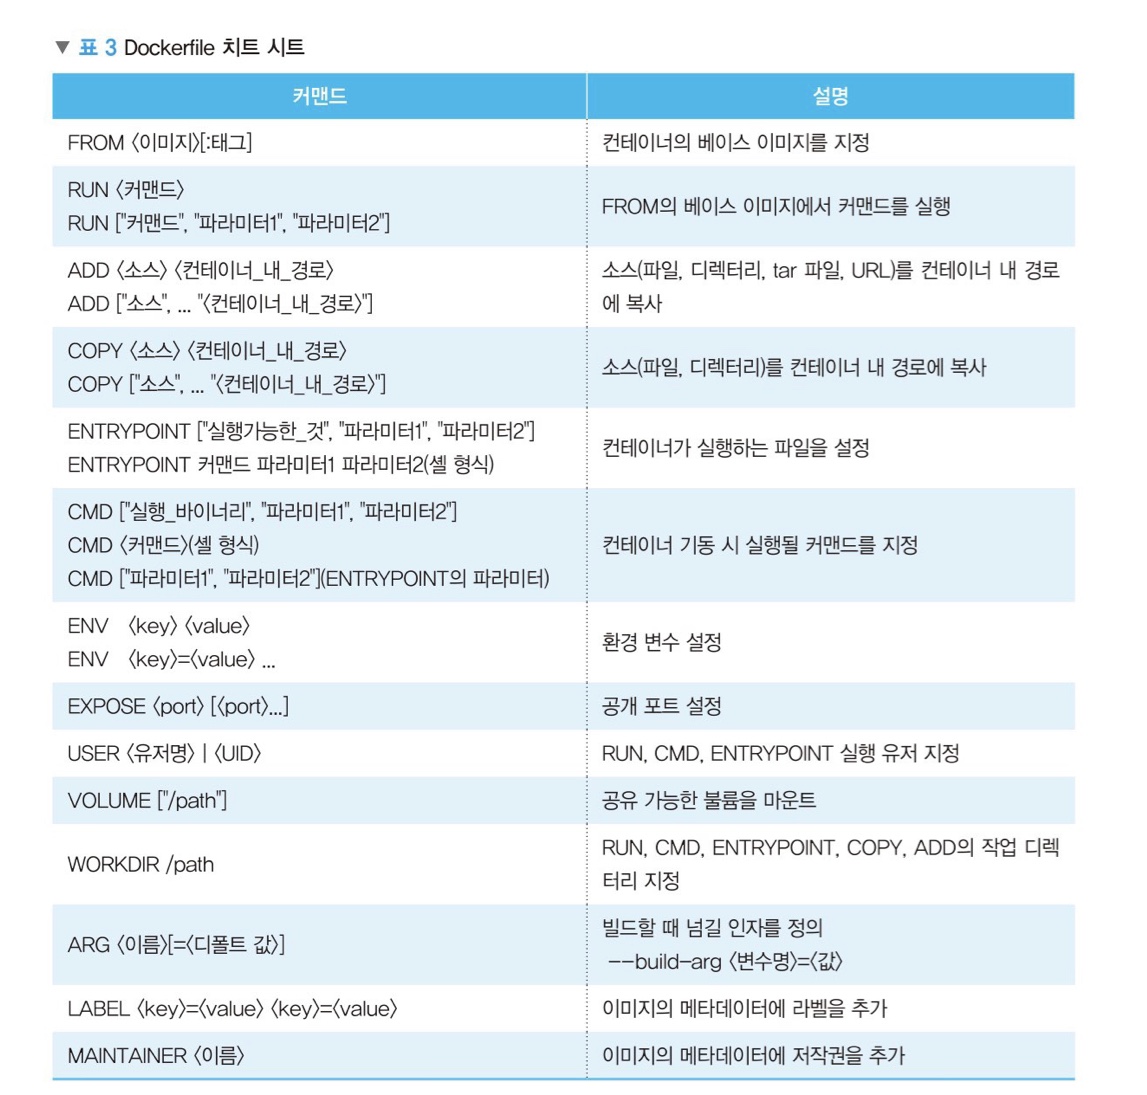 ▼ 표 3 Dockerfile 치트 시트
커맨드 설명
FROM 〈이미지〉[:태그] 컨테이너의 베이스 이미지를 지정
RUN 〈커맨드〉
RUN ["커맨드", "파라미터1", "파라미터2"]
FROM의 베이스 이미지에서 커맨드를 실행
ADD 〈소스〉 〈컨테이너_내_경로〉
ADD ["소스", ... "〈컨테이너_내_경로〉"]
소스(파일, 디렉터리, tar 파일, URL)를 컨테이너 내 경로
에 복사
COPY 〈소스〉 〈컨테이너_내_경로〉
COPY ["소스", ... "〈컨테이너_내_경로〉"]
소스(파일, 디렉터리)를 컨테이너 내 경로에 복사
ENTRYPOINT ["실행가능한_것", "파라미터1", "파라미터2"]
ENTRYPOINT 커맨드 파라미터1 파라미터2(셸 형식)
컨테이너가 실행하는 파일을 설정
CMD ["실행_바이너리", "파라미터1", "파라미터2"]
CMD 〈커맨드〉(셸 형식)
CMD ["파라미터1", "파라미터2"](ENTRYPOINT의 파라미터)
컨테이너 기동 시 실행될 커맨드를 지정
ENV 〈key〉 〈value〉
ENV 〈key〉=〈value〉 ...
환경 변수 설정
EXPOSE 〈port〉 [〈port〉...] 공개 포트 설정
USER 〈유저명〉 | 〈UID〉 RUN, CMD, ENTRYPOINT 실행 유저 지정
VOLUME ["/path"] 공유 가능한 볼륨을 마운트
WORKDIR /path
RUN, CMD, ENTRYPOINT, COPY, ADD의 작업 디렉
터리 지정
ARG 〈이름〉[=〈디폴트 값〉]
빌드할 때 넘길 인자를 정의
--build-arg 〈변수명〉=〈값〉
LABEL 〈key〉=〈value〉 〈key〉=〈value〉 이미지의 메타데이터에 라벨을 추가
MAINTAINER 〈이름〉 이미지의 메타데이터에 저작권을 추가